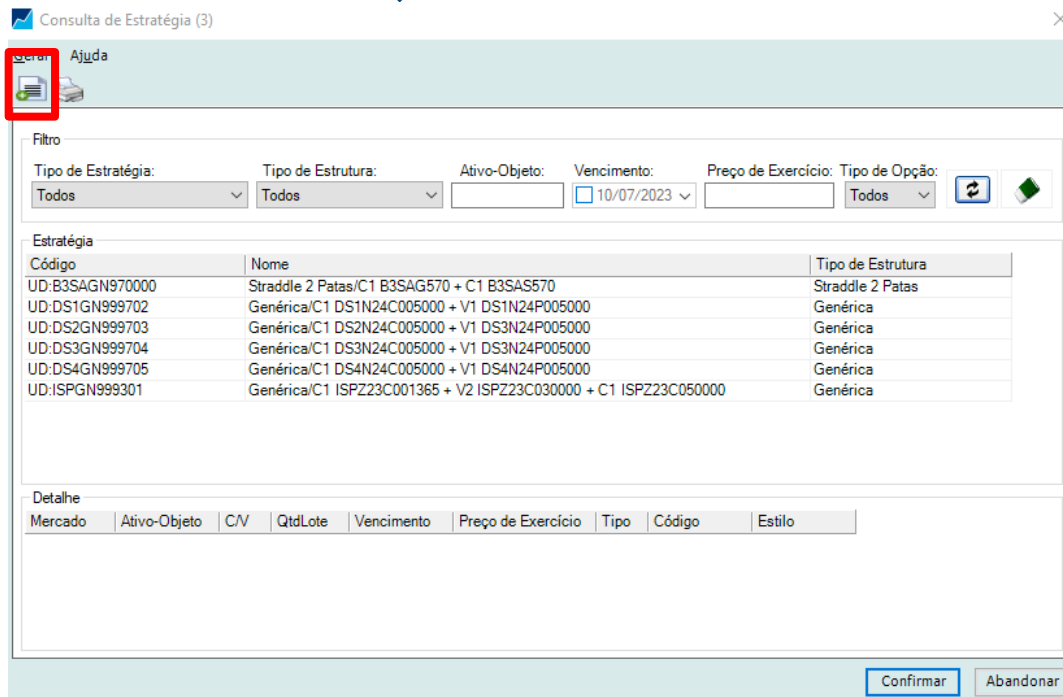 Consulta de Estratégia (3)
Geral Ajuda
Filtro
Tipo de Estratégia: Tipo de Estrutura: Ativo-Objeto: Vencimento: Preço de Exercício: Tipo de Opção:
Todos Todos 10/07/2023 Todos
Estratégia
Código Nome Tipo de Estrutura
UD:B3SAGN970000 Straddle 2 Patas/C1 B3SAG570 + C1 B3SAS570 Straddle 2 Patas
UD:DS1GN999702 Genérica/C1 DS1N24C005000 + V1 DS1N24P005000 Genérica
UD:DS2GN999703 Genérica/C1 DS2N24C005000 + V1 DS3N24P005000 Genérica
UD:DS3GN999704 Genérica/C1 DS3N24C005000 + V1 DS3N24P005000 Genérica
UD:DS4GN999705 Genérica/C1 DS4N24C005000 + V1 DS4N24P005000 Genérica
UD:ISPGN999301 Genérica/C1 ISPZ23C001365 + V2 ISPZ23C030000 + C1 ISPZ23C050000 Genérica
Detalhe
Mercado Ativo-Objeto C/V QtdLote Vencimento Preço de Exercício Tipo Código Estilo
Confirmar Abandonar